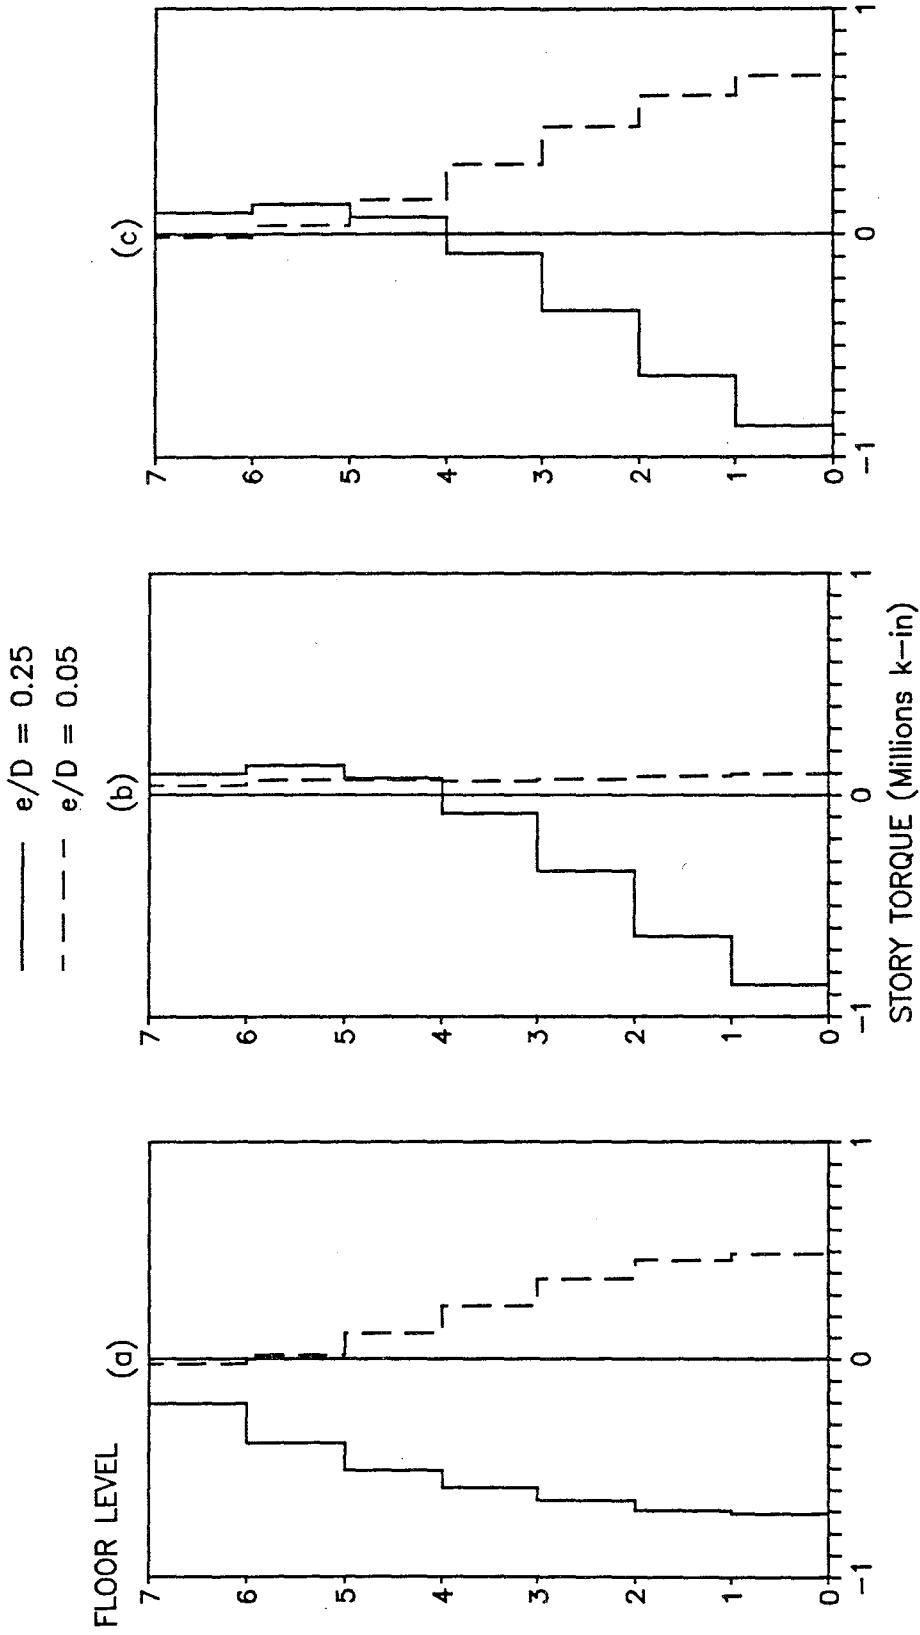 e/D = 0.25
e/D = 0.05
FLOOR LEVEL
(a)
7
6
5
4
3
2
1
0
−1 0 1
(b)
7
6
5
4
3
2
1
0
−1 0 1
(c)
7
6
5
4
3
2
1
0
−1 0 1
STORY TORQUE (Millions k−in)